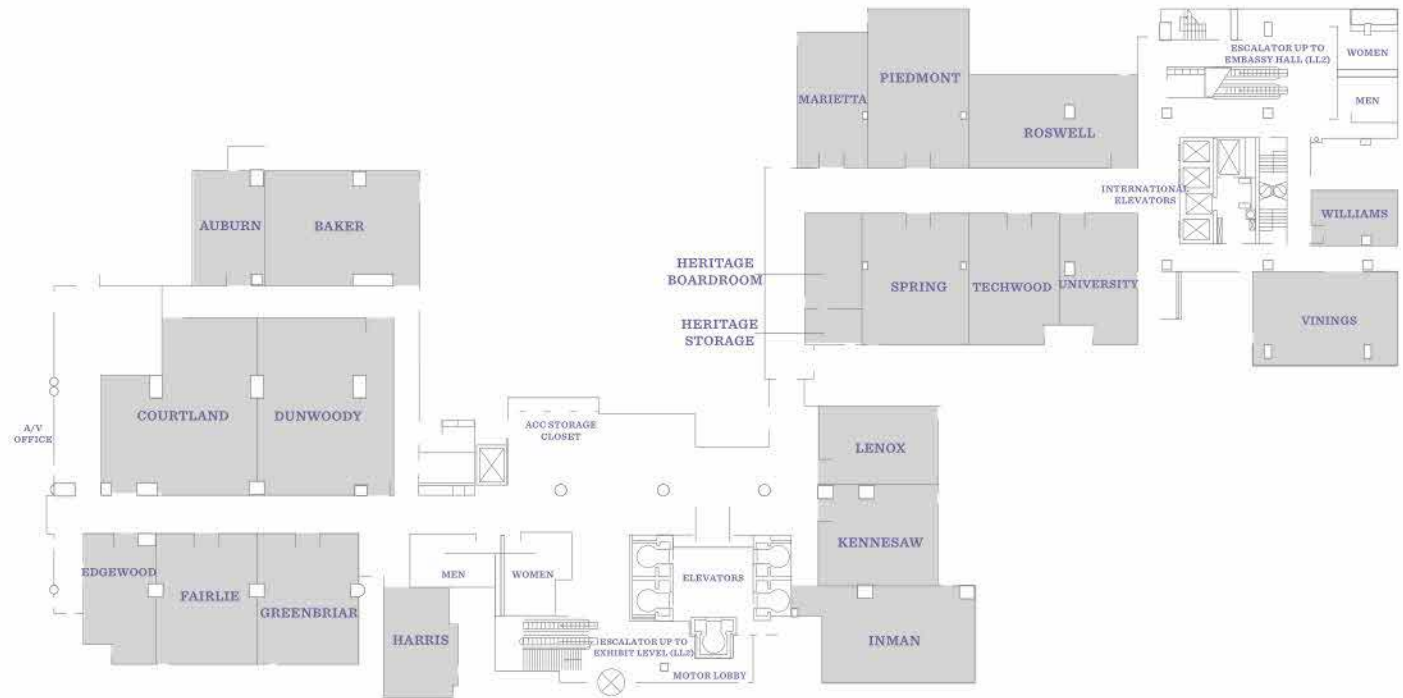 ESCALATOR UP TO
EMBASSY HALL (LL2)
WOMEN
MEN
PIEDMONT
MARIETTA
ROSWELL
INTERNATIONAL
ELEVATORS
WILLIAMS
AUBURN
BAKER
HERITAGE
BOARDROOM
SPRING
TECHWOOD
UNIVERSITY
HERITAGE
STORAGE
VININGS
COURTLAND
DUNWOODY
A/V
OFFICE
ACC STORAGE
CLOSET
LENOX
KENNESAW
EDGEWOOD
FAIRLIE
GREENBRIAR
MEN
WOMEN
ELEVATORS
HARRIS
ESCALATOR UP TO
EXHIBIT LEVEL (LL2)
MOTOR LOBBY
INMAN